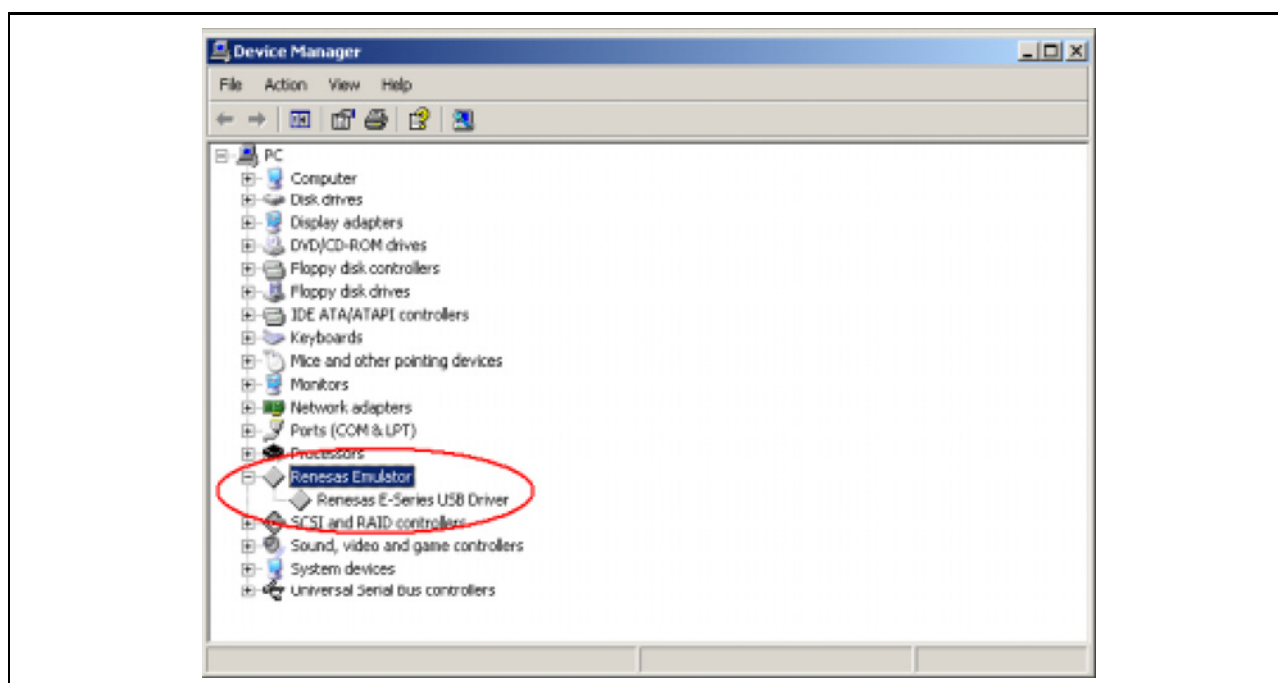 Device Manager
File Action View Help
PC
Computer
Disk drives
Display adapters
DVD/CD-ROM drives
Floppy disk controllers
Floppy disk drives
IDE ATA/ATAPI controllers
Keyboards
Mice and other pointing devices
Monitors
Network adapters
Ports (COM & LPT)
Processors
Renesas Emulator
Renesas E-Series USB Driver
SCSI and RAID controllers
Sound, video and game controllers
System devices
Universal Serial Bus controllers